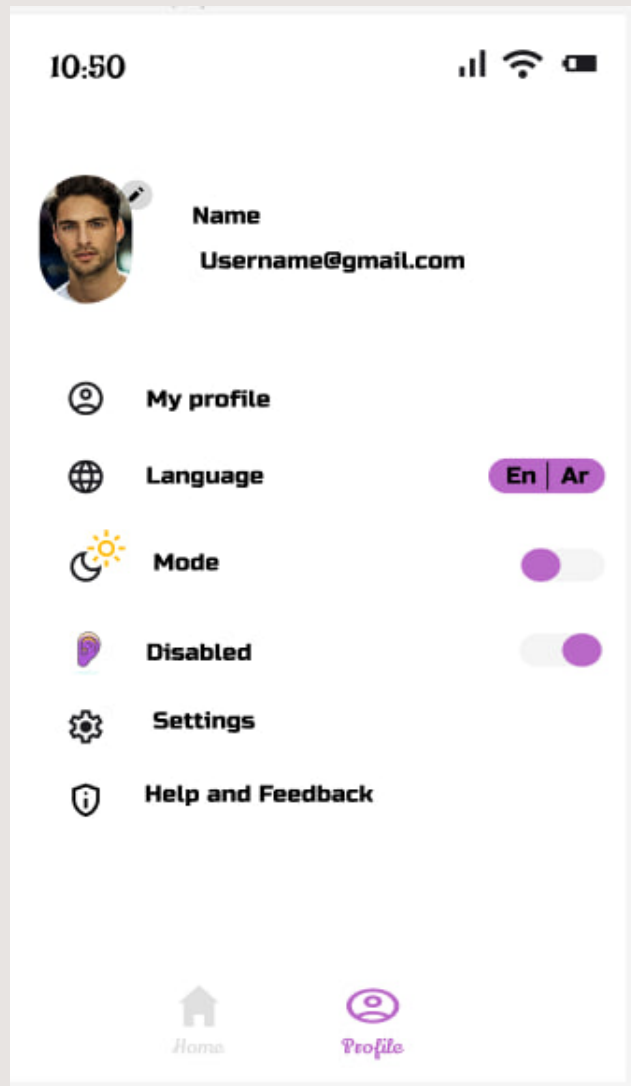 10:50
Name
Username@gmail.com
My profile
Language
En | Ar
Mode
Disabled
Settings
Help and Feedback
Home
Profile